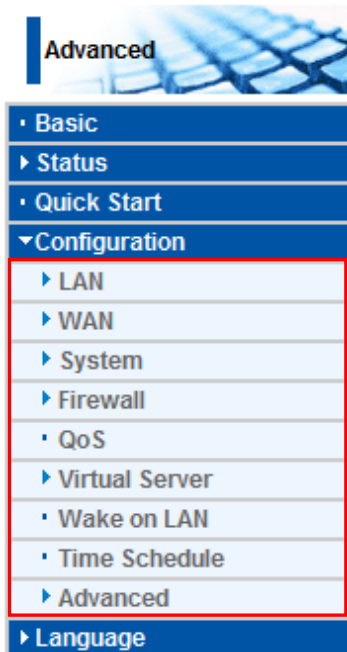 Advanced
Basic
Status
Quick Start
Configuration
LAN
WAN
System
Firewall
QoS
Virtual Server
Wake on LAN
Time Schedule
Advanced
Language